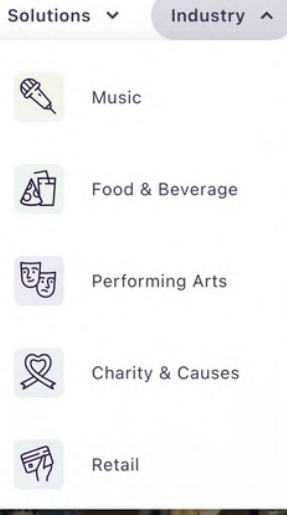 Solutions
Industry
Music
Food & Beverage
Performing Arts
Charity & Causes
Retail